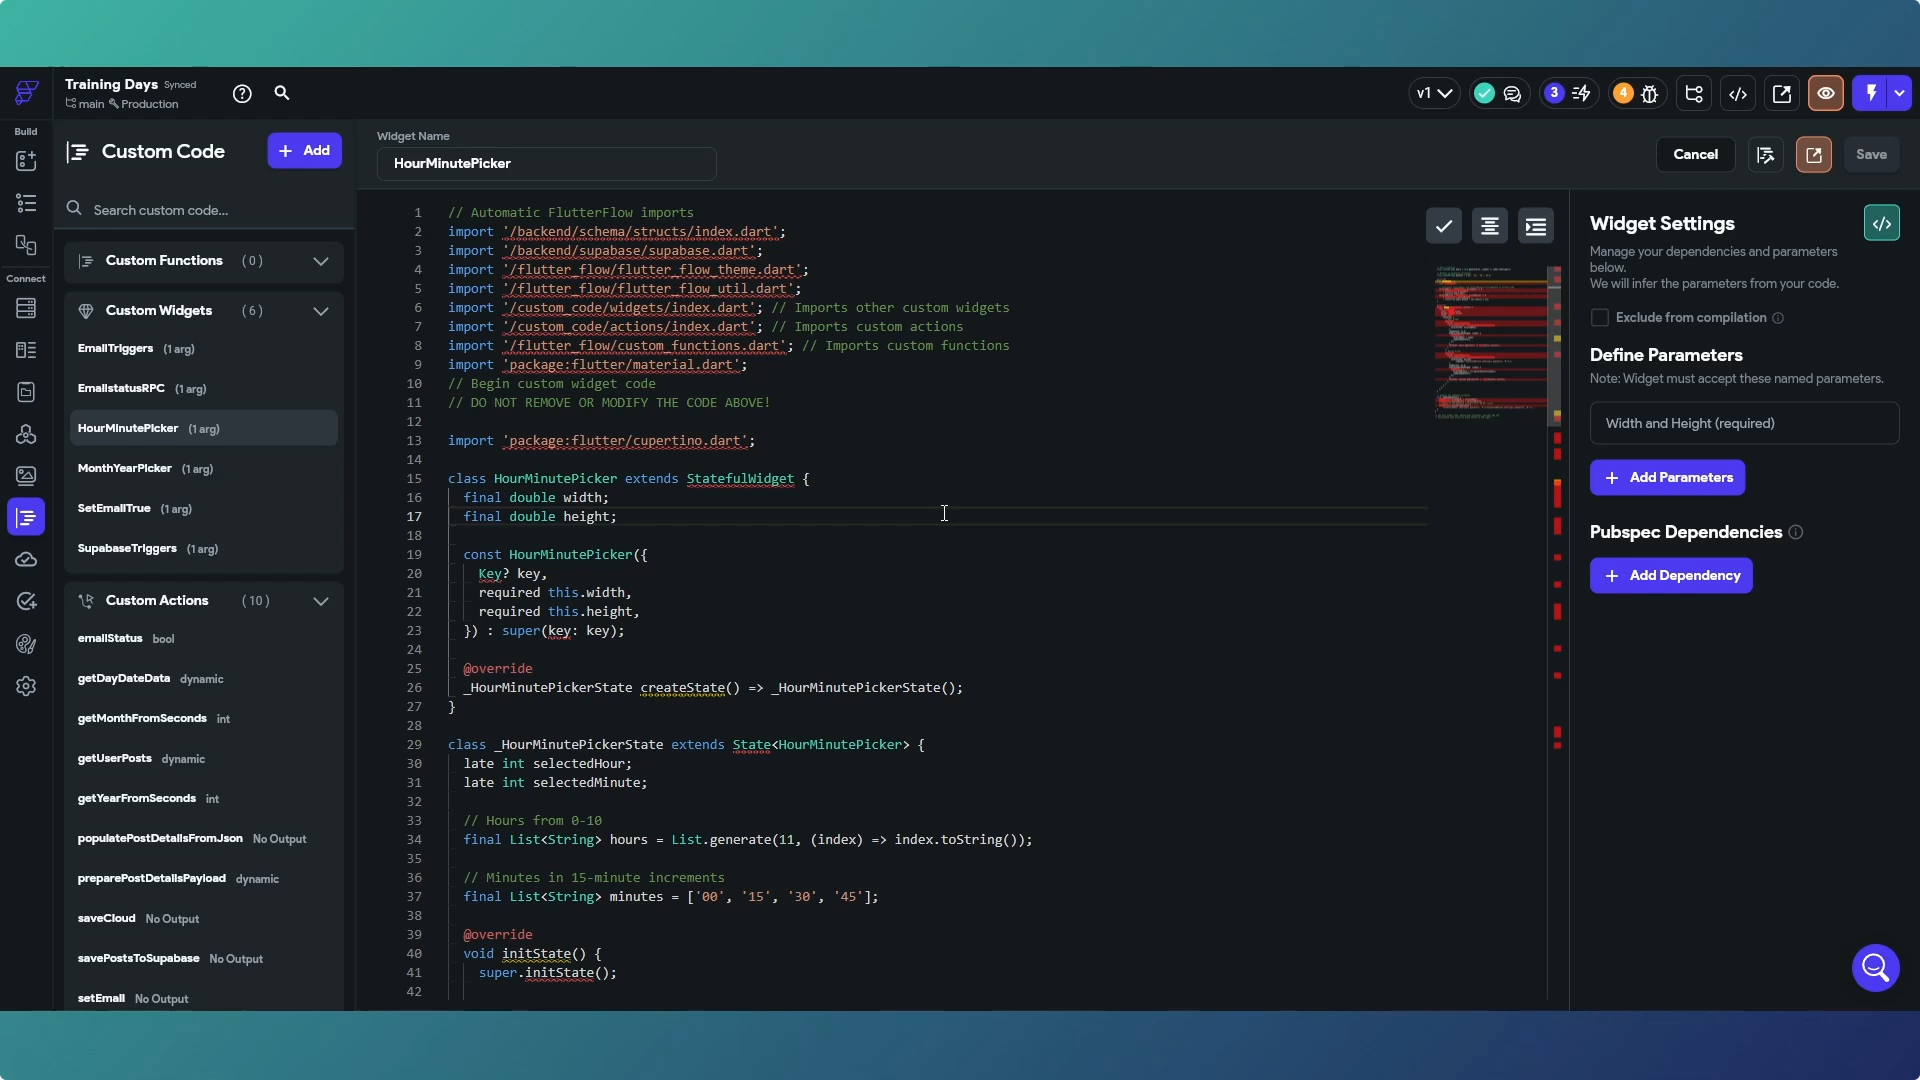 Training Days Synced
main Production
v1
3
4
Build
Connect
Custom Code
+ Add
Search custom code...
Custom Functions (0)
Custom Widgets (6)
EmailTriggers (1 arg)
EmailstatusRPC (1 arg)
HourMinutePicker (1 arg)
MonthYearPicker (1 arg)
SetEmailTrue (1 arg)
SupabaseTriggers (1 arg)
Custom Actions (10)
emailStatus bool
getDayDateData dynamic
getMonthFromSeconds int
getUserPosts dynamic
getYearFromSeconds int
populatePostDetailsFromJson No Output
preparePostDetailsPayload dynamic
saveCloud No Output
savePostsToSupabase No Output
setEmail No Output
Widget Name
HourMinutePicker
Cancel
Save
1 // Automatic FlutterFlow imports
2 import '/backend/schema/structs/index.dart';
3 import '/backend/supabase/supabase.dart';
4 import '/flutter_flow/flutter_flow_theme.dart';
5 import '/flutter_flow/flutter_flow_util.dart';
6 import '/custom_code/widgets/index.dart'; // Imports other custom widgets
7 import '/custom_code/actions/index.dart'; // Imports custom actions
8 import '/flutter_flow/custom_functions.dart'; // Imports custom functions
9 import 'package:flutter/material.dart';
10 // Begin custom widget code
11 // DO NOT REMOVE OR MODIFY THE CODE ABOVE!
12
13 import 'package:flutter/cupertino.dart';
14
15 class HourMinutePicker extends StatefulWidget {
16 final double width;
17 final double height;
18
19 const HourMinutePicker({
20 Key? key,
21 required this.width,
22 required this.height,
23 }) : super(key: key);
24
25 @override
26 _HourMinutePickerState createState() => _HourMinutePickerState();
27 }
28
29 class _HourMinutePickerState extends State<HourMinutePicker> {
30 late int selectedHour;
31 late int selectedMinute;
32
33 // Hours from 0-10
34 final List<String> hours = List.generate(11, (index) => index.toString());
35
36 // Minutes in 15-minute increments
37 final List<String> minutes = ['00', '15', '30', '45'];
38
39 @override
40 void initState() {
41 super.initState();
42
Widget Settings
Manage your dependencies and parameters
below.
We will infer the parameters from your code.
Exclude from compilation
Define Parameters
Note: Widget must accept these named parameters.
Width and Height (required)
+ Add Parameters
Pubspec Dependencies
+ Add Dependency